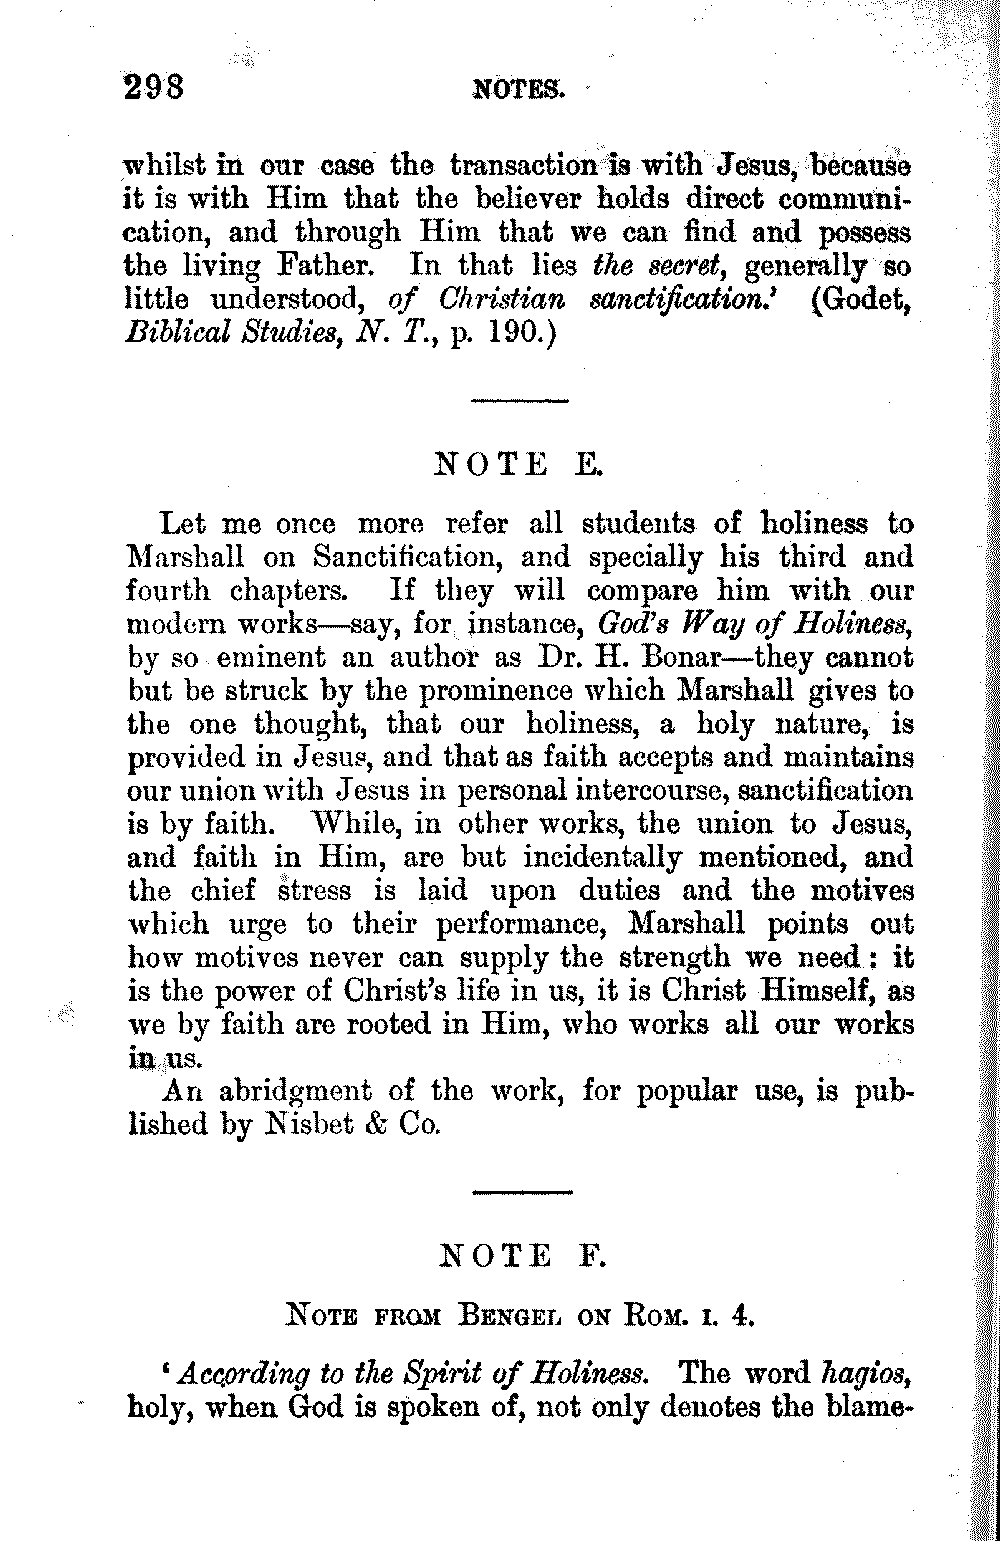 298 NOTES.
whilst in our case the transaction is with Jesus, because
it is with Him that the believer holds direct communi-
cation, and through Him that we can find and possess
the living Father. In that lies the secret, generally so
little understood, of Christian sanctification.’ (Godet,
Biblical Studies, N. T., p. 190.)
NOTE E.
Let me once more refer all students of holiness to
Marshall on Sanctification, and specially his third and
fourth chapters. If they will compare him with our
modern works—say, for instance, God’s Way of Holiness,
by so eminent an author as Dr. H. Bonar—they cannot
but be struck by the prominence which Marshall gives to
the one thought, that our holiness, a holy nature, is
provided in Jesus, and that as faith accepts and maintains
our union with Jesus in personal intercourse, sanctification
is by faith. While, in other works, the union to Jesus,
and faith in Him, are but incidentally mentioned, and
the chief stress is laid upon duties and the motives
which urge to their performance, Marshall points out
how motives never can supply the strength we need: it
is the power of Christ’s life in us, it is Christ Himself, as
we by faith are rooted in Him, who works all our works
in us.
An abridgment of the work, for popular use, is pub-
lished by Nisbet & Co.
NOTE F.
NOTE FROM BENGEL ON ROM. I. 4.
‘According to the Spirit of Holiness. The word hagios,
holy, when God is spoken of, not only denotes the blame-